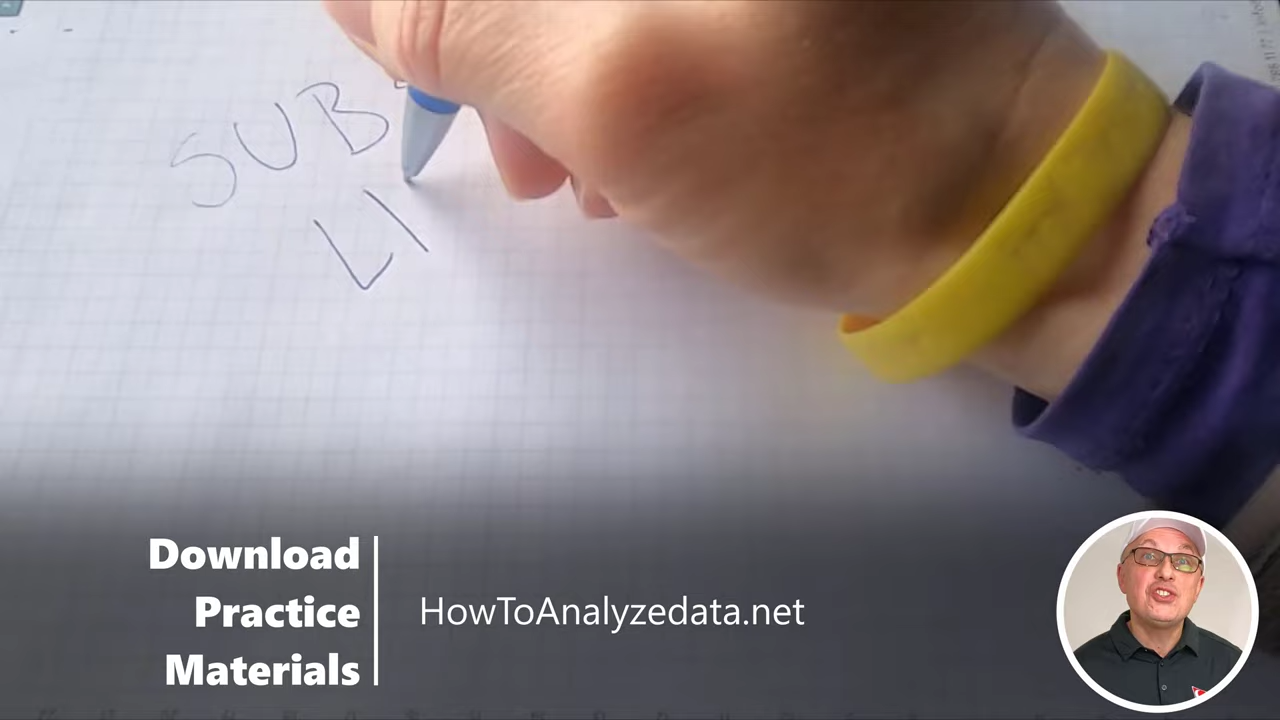 SUB
LI
Download
Practice
Materials
HowToAnalyzedata.net